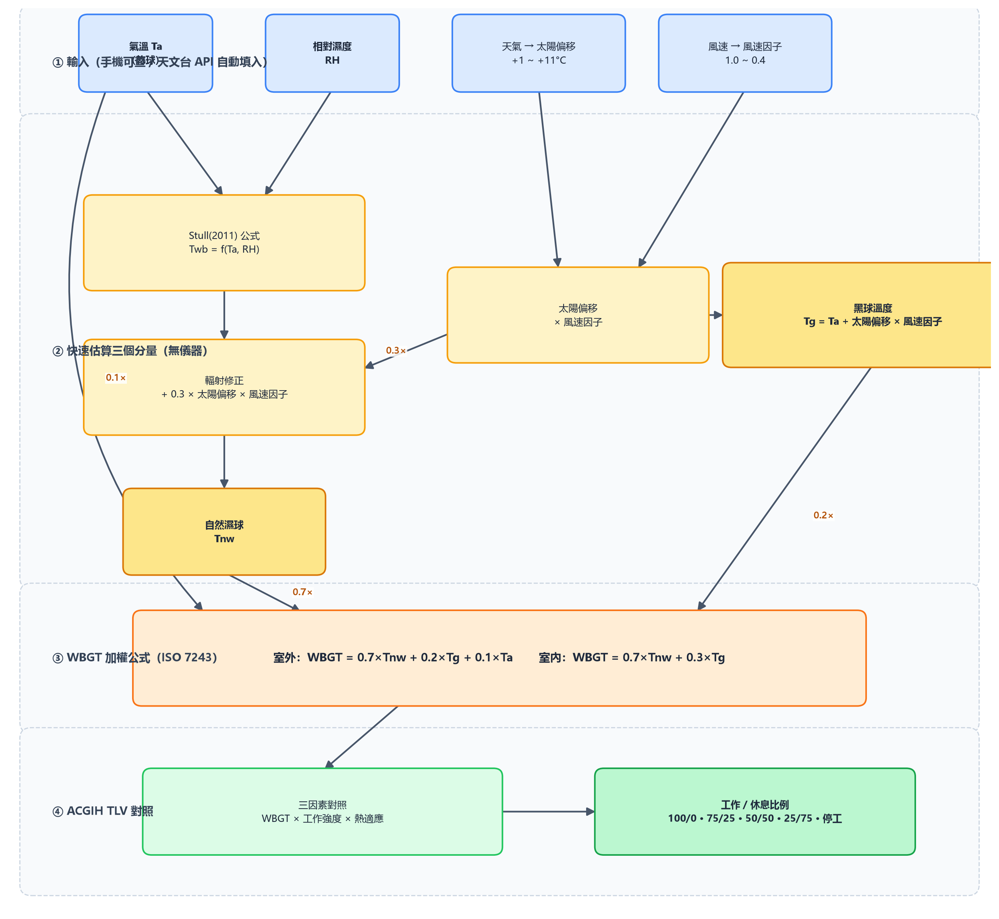 氣溫 Ta
① 輸入（手機可查 / 天文台 API 自動填入）
相對濕度
RH
天氣 → 太陽偏移
+1 ~ +11°C
風速 → 風速因子
1.0 ~ 0.4
Stull(2011) 公式
Twb = f(Ta, RH)
太陽偏移
× 風速因子
黑球溫度
Tg = Ta + 太陽偏移 × 風速因子
② 快速估算三個分量（無儀器）
0.3×
0.1×
輻射修正
+ 0.3 × 太陽偏移 × 風速因子
0.2×
自然濕球
Tnw
0.7×
③ WBGT 加權公式（ISO 7243）
室外：WBGT = 0.7×Tnw + 0.2×Tg + 0.1×Ta
室內：WBGT = 0.7×Tnw + 0.3×Tg
④ ACGIH TLV 對照
三因素對照
WBGT × 工作強度 × 熱適應
工作 / 休息比例
100/0・75/25・50/50・25/75・停工